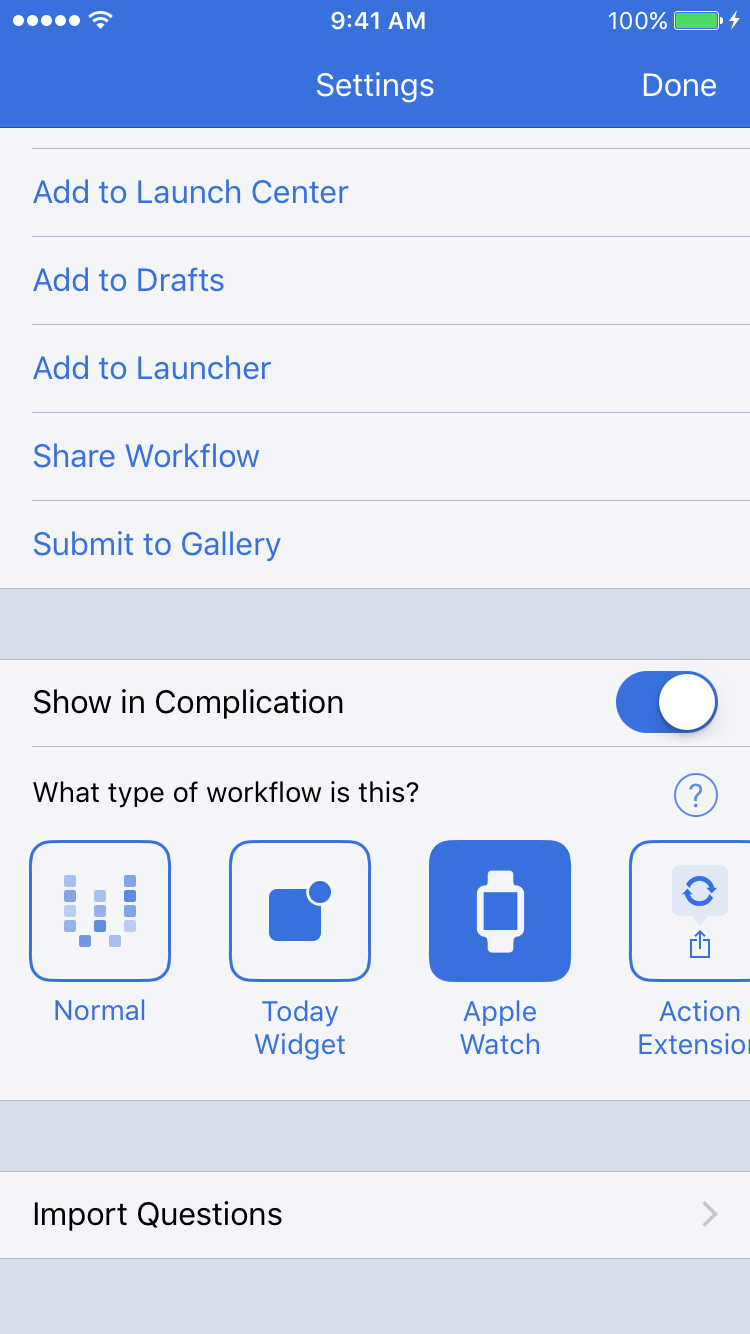 9:41 AM
100%
Settings
Done
Add to Launch Center
Add to Drafts
Add to Launcher
Share Workflow
Submit to Gallery
Show in Complication
What type of workflow is this?
?
Normal
Today
Widget
Apple
Watch
Action
Extension
Import Questions